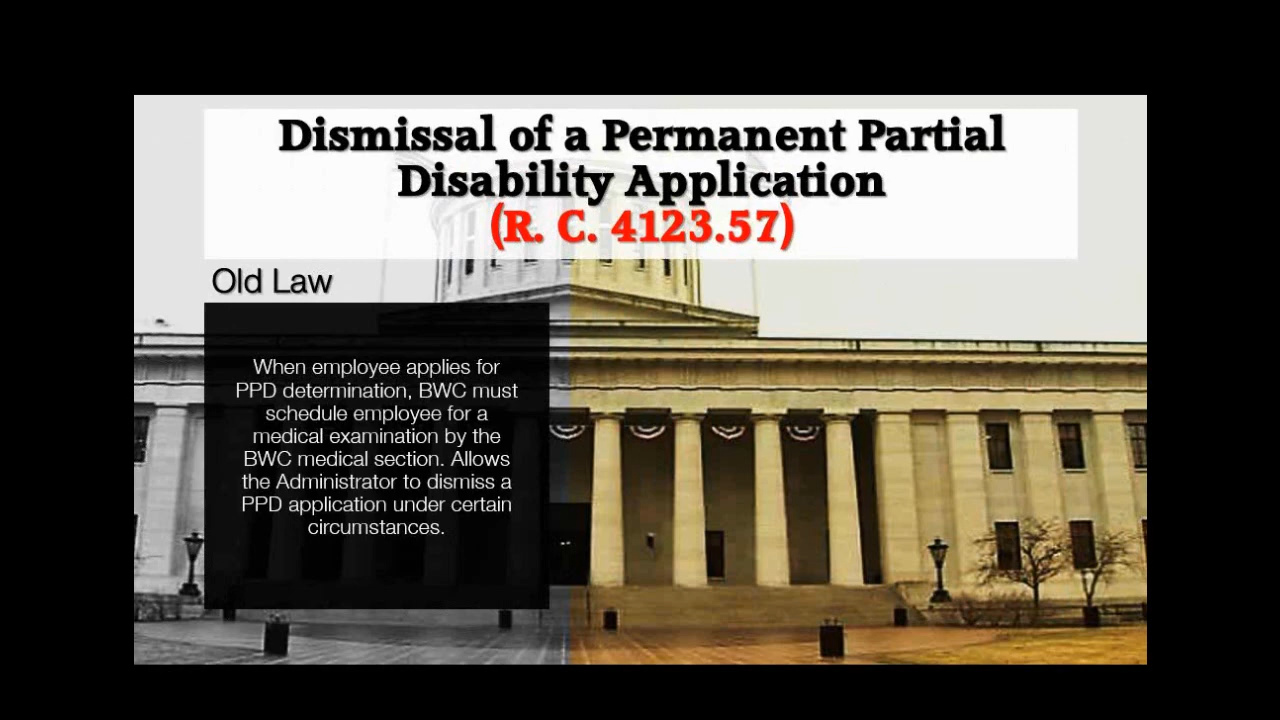 Dismissal of a Permanent Partial
Disability Application
(R. C. 4123.57)
Old Law
When employee applies for
PPD determination, BWC must
schedule employee for a
medical examination by the
BWC medical section. Allows
the Administrator to dismiss a
PPD application under certain
circumstances.